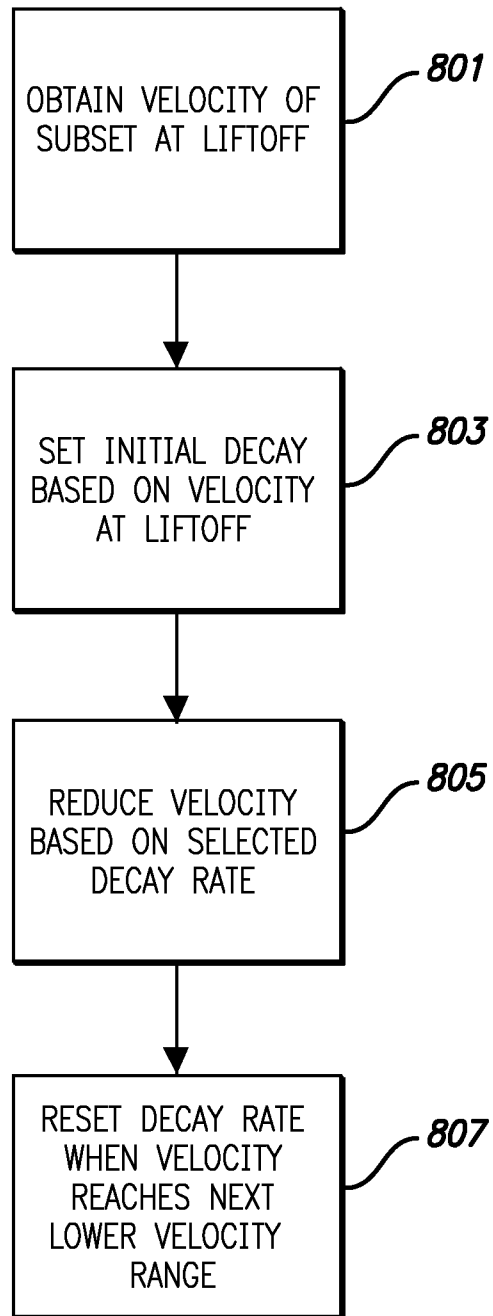 OBTAIN VELOCITY OF
SUBSET AT LIFTOFF
801
SET INITIAL DECAY
BASED ON VELOCITY
AT LIFTOFF
803
REDUCE VELOCITY
BASED ON SELECTED
DECAY RATE
805
RESET DECAY RATE
WHEN VELOCITY
REACHES NEXT
LOWER VELOCITY
RANGE
807